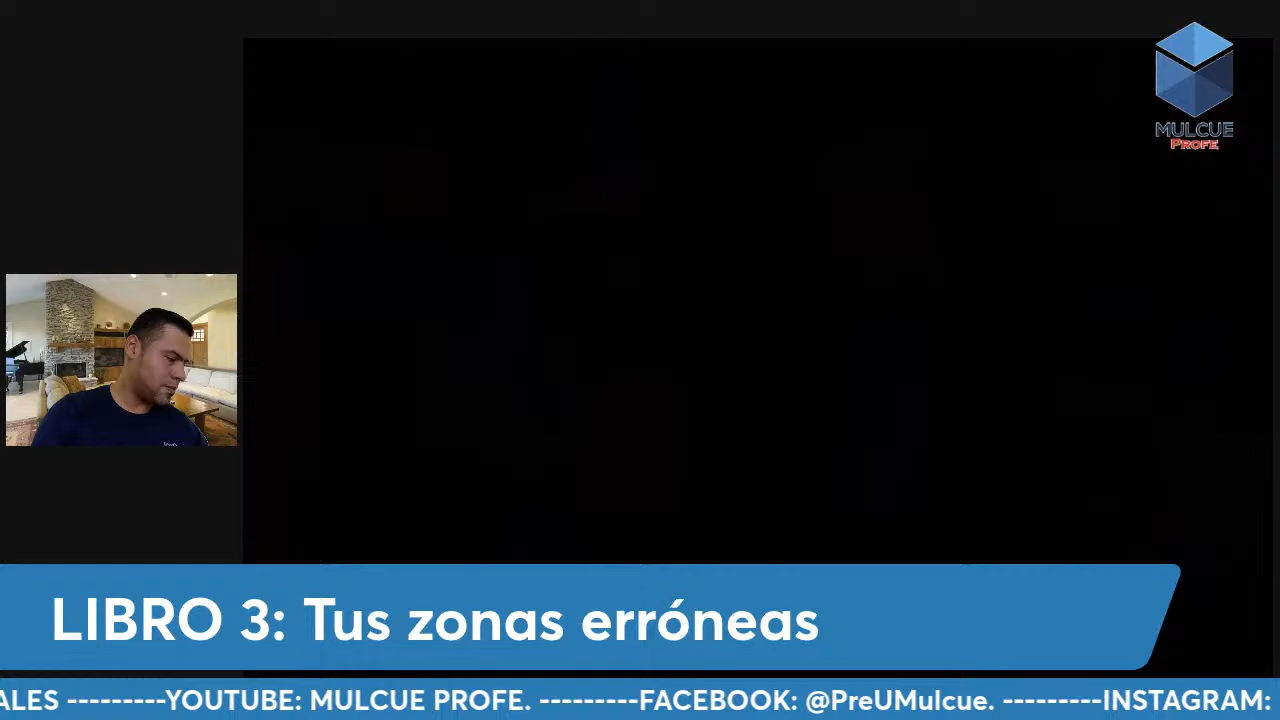 MULCUE
PROFE
LIBRO 3: Tus zonas erróneas
ALES ---------YOUTUBE: MULCUE PROFE. ---------FACEBOOK: @PreUMulcue. ---------INSTAGRAM: